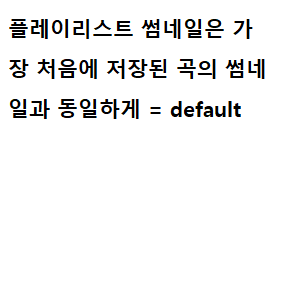 플레이리스트 썸네일은 가
장 처음에 저장된 곡의 썸네
일과 동일하게 = default